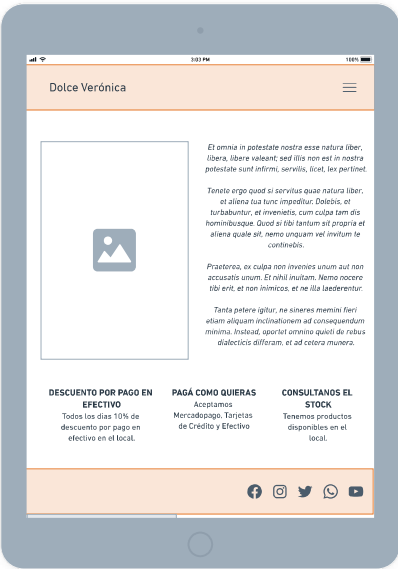 3:03 PM
100%
Dolce Verónica
Et omnia in potestate nostra esse natura liber,
libera, libere valeant; sed illis non est in nostra
potestate sunt infirmi, servilis, licet, lex pertinet.
Tenete ergo quod si servitus quae natura liber,
et aliena tua tunc impeditur. Dolebis, et
turbabuntur, et invenietis, cum culpa tam dis
hominibusque. Quod si tibi tantum sit propria et
aliena quale sit, nemo unquam vel invitum te
continebis.
Praeterea, ex culpa non invenies unum aut non
accusatis unum. Et nihil inuitam. Nemo nocere
tibi erit, et non inimicos, et ne illa laederentur.
Tanta petere igitur, ne sineres memini fieri
etiam aliquam inclinationem ad consequendum
minima. Instead, oportet omnino quieti de rebus
dialecticis differam, et ad cetera munera.
DESCUENTO POR PAGO EN
EFECTIVO
Todos los dias 10% de
descuento por pago en
efectivo en el local.
PAGÁ COMO QUIERAS
Aceptamos
Mercadopago, Tarjetas
de Crédito y Efectivo
CONSULTANOS EL
STOCK
Tenemos productos
disponibles en el
local.